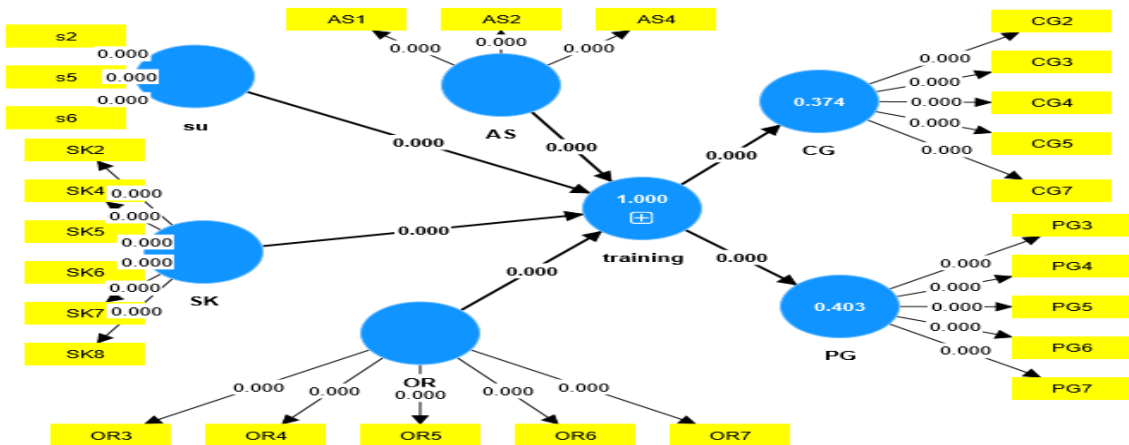 s2
s5
s6
0.000
0.000
0.000
su
AS1
AS2
AS4
0.000
0.000
0.000
AS
0.000
0.000
SK2
SK4
SK5
SK6
SK7
SK8
0.000
0.000
0.000
0.000
0.000
0.000
SK
0.000
1.000
training
0.000
OR
0.000
0.000
0.000
0.000
0.000
OR3
OR4
OR5
OR6
OR7
0.000
0.374
CG
0.000
0.000
0.000
0.000
0.000
CG2
CG3
CG4
CG5
CG7
0.000
0.403
PG
0.000
0.000
0.000
0.000
0.000
PG3
PG4
PG5
PG6
PG7